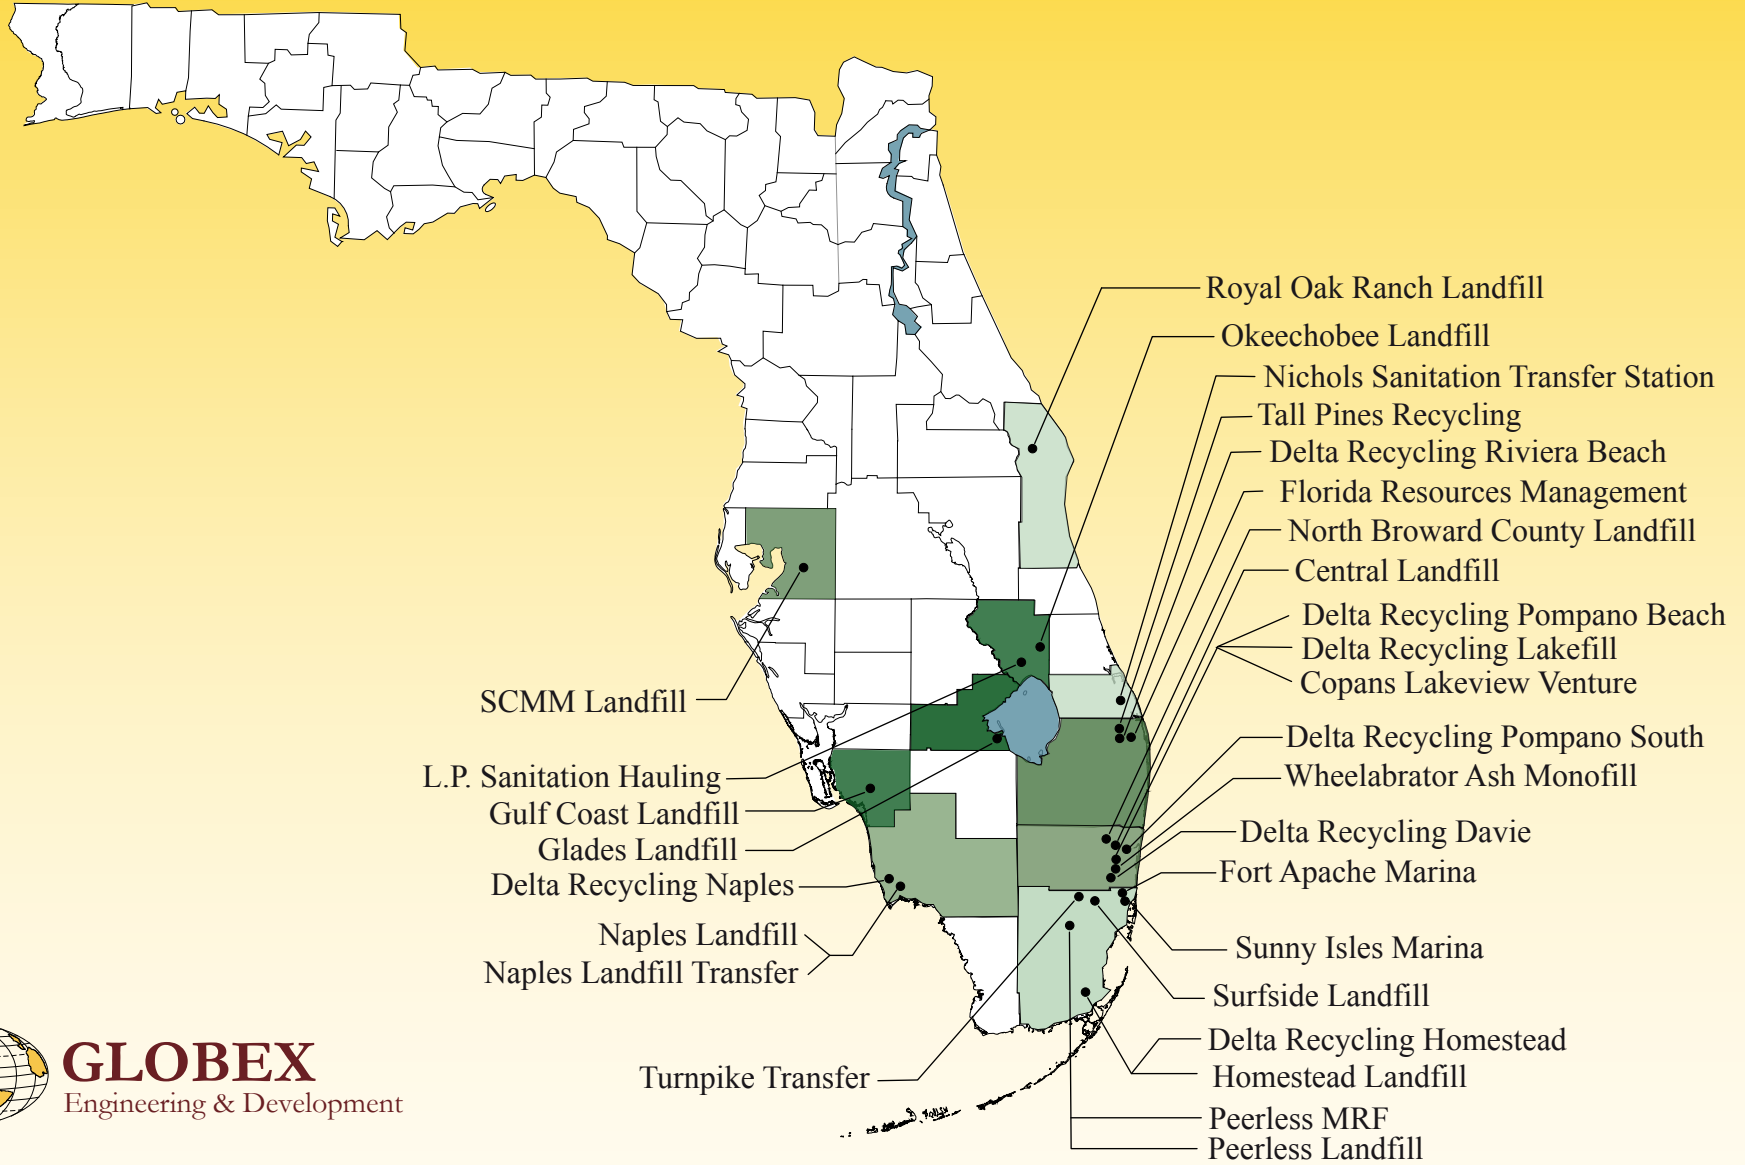 Royal Oak Ranch Landfill
Okeechobee Landfill
Nichols Sanitation Transfer Station
Tall Pines Recycling
Delta Recycling Riviera Beach
Florida Resources Management
North Broward County Landfill
Central Landfill
Delta Recycling Pompano Beach
Delta Recycling Lakefill
Copans Lakeview Venture
Delta Recycling Pompano South
Wheelabrator Ash Monofill
Delta Recycling Davie
Fort Apache Marina
Sunny Isles Marina
Surfside Landfill
Delta Recycling Homestead
Homestead Landfill
Peerless MRF
Peerless Landfill
SCMM Landfill
L.P. Sanitation Hauling
Gulf Coast Landfill
Glades Landfill
Delta Recycling Naples
Naples Landfill
Naples Landfill Transfer
Turnpike Transfer
GLOBEX
Engineering & Development